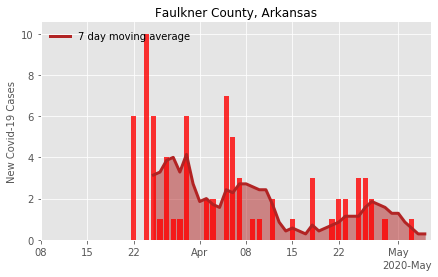 Faulkner County, Arkansas
7 day moving average
New Covid-19 Cases
10
8
6
4
2
0
08 15 22 Apr 08 15 22 May
2020-May